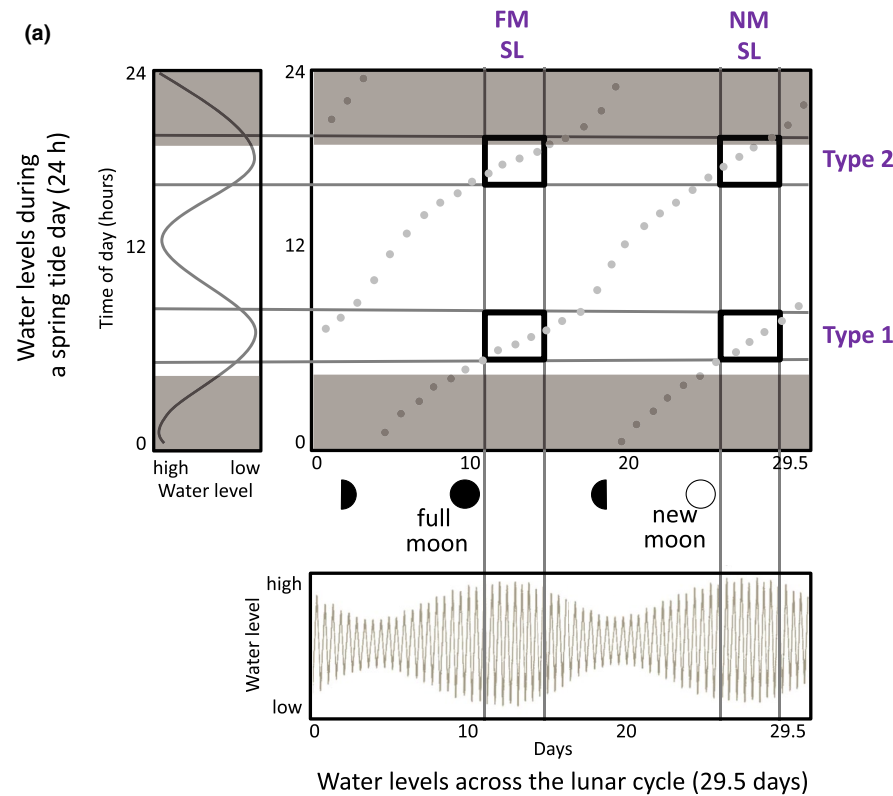 (a)
FM
SL
NM
SL
24
24
Type 2
12
12
Type 1
0
0
Water levels during
a spring tide day (24 h)
Time of day (hours)
high
low
Water level
0
10
20
29.5
full
moon
new
moon
high
low
Water level
0
10
20
29.5
Days
Water levels across the lunar cycle (29.5 days)